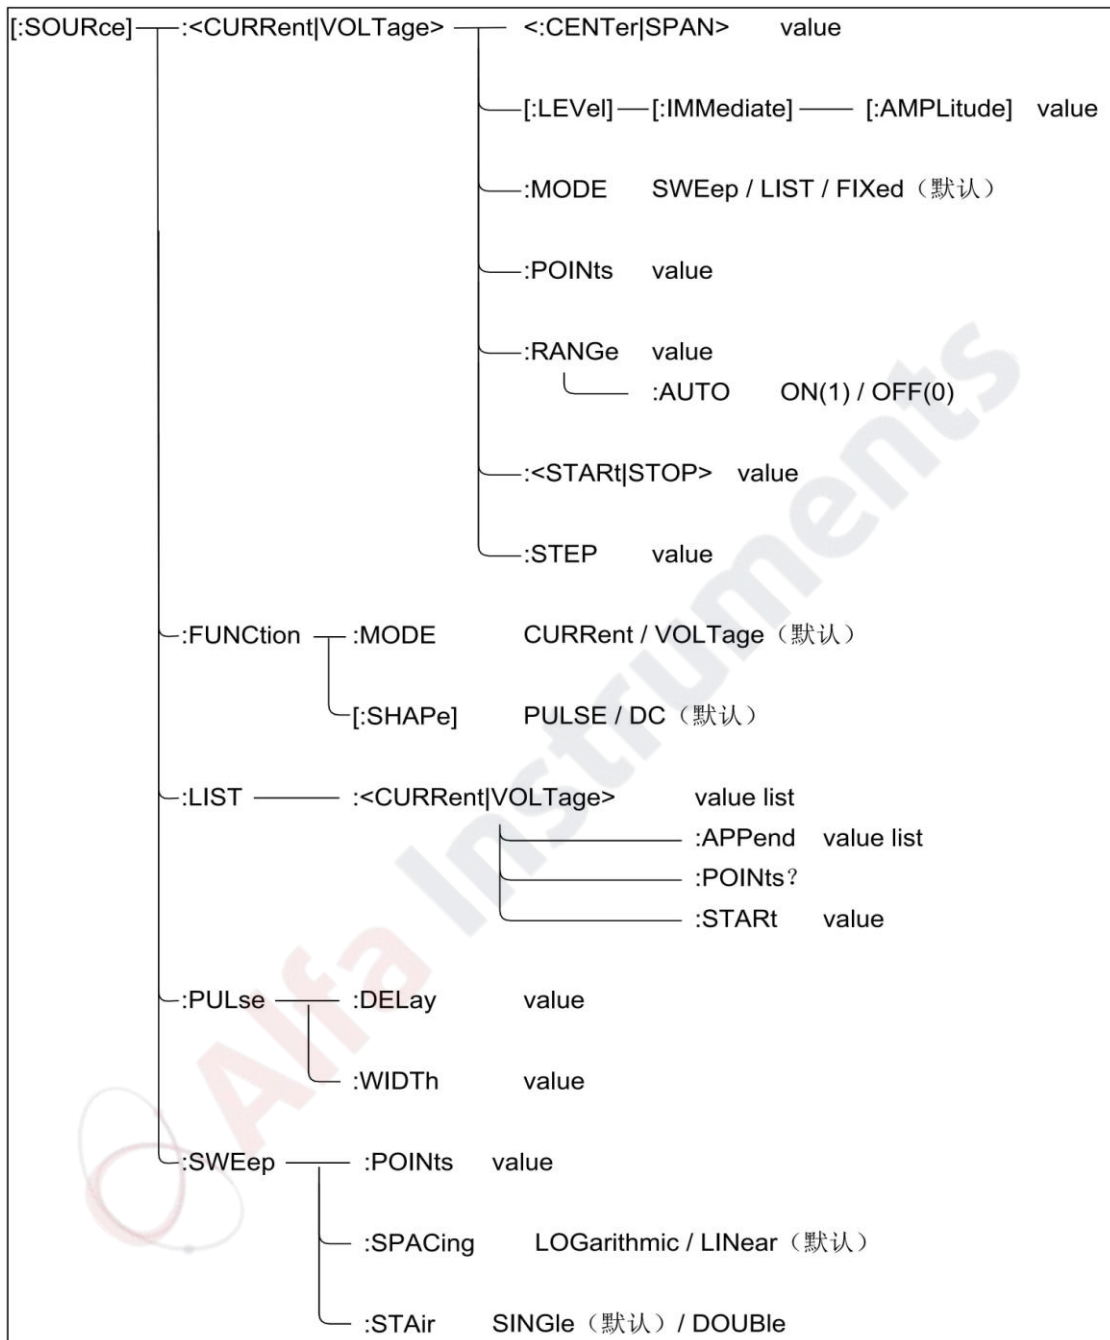 [:SOURce] :<CURRent|VOLTage> <:CENTer|SPAN> value
[:LEVel] [:IMMediate] [:AMPLitude] value
:MODE SWEep / LIST / FIXed（默认）
:POINts value
:RANGe value
:AUTO ON(1) / OFF(0)
:<STARt|STOP> value
:STEP value
:FUNCtion :MODE CURRent / VOLTage（默认）
[:SHAPe] PULSE / DC（默认）
:LIST :<CURRent|VOLTage> value list
:APPend value list
:POINts？
:STARt value
:PULse :DELay value
:WIDTh value
:SWEep :POINts value
:SPACing LOGarithmic / LINear（默认）
:STAir SINGle（默认）/ DOUBle
Alfa Instruments